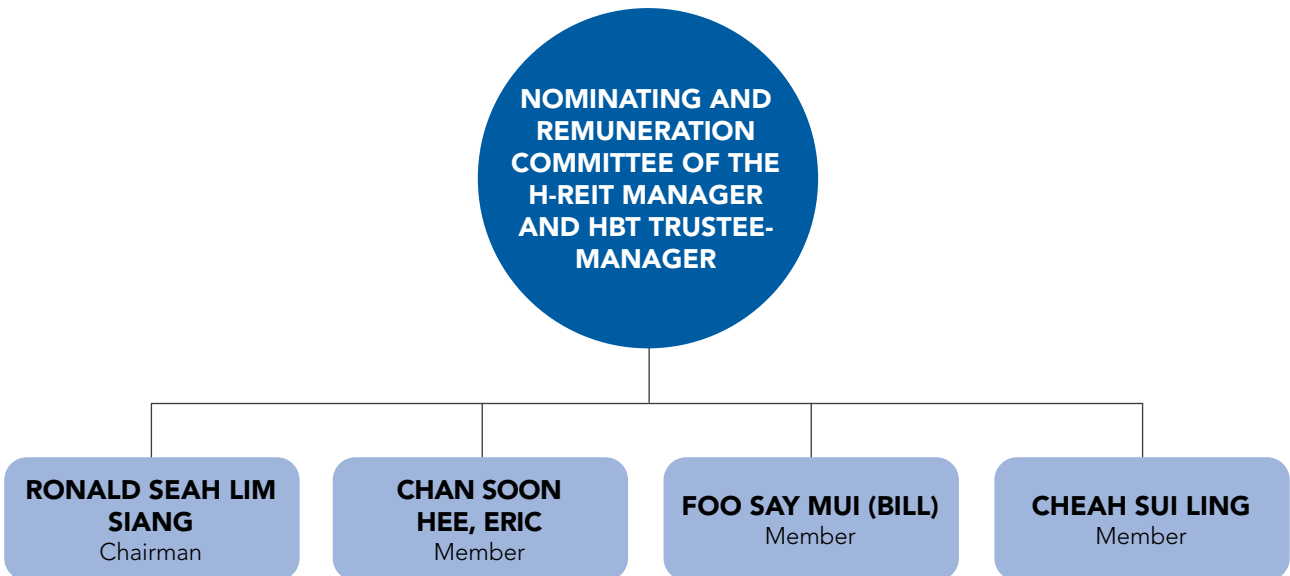 NOMINATING AND
REMUNERATION
COMMITTEE OF THE
H-REIT MANAGER
AND HBT TRUSTEE-
MANAGER
RONALD SEAH LIM
SIANG
Chairman
CHAN SOON
HEE, ERIC
Member
FOO SAY MUI (BILL)
Member
CHEAH SUI LING
Member